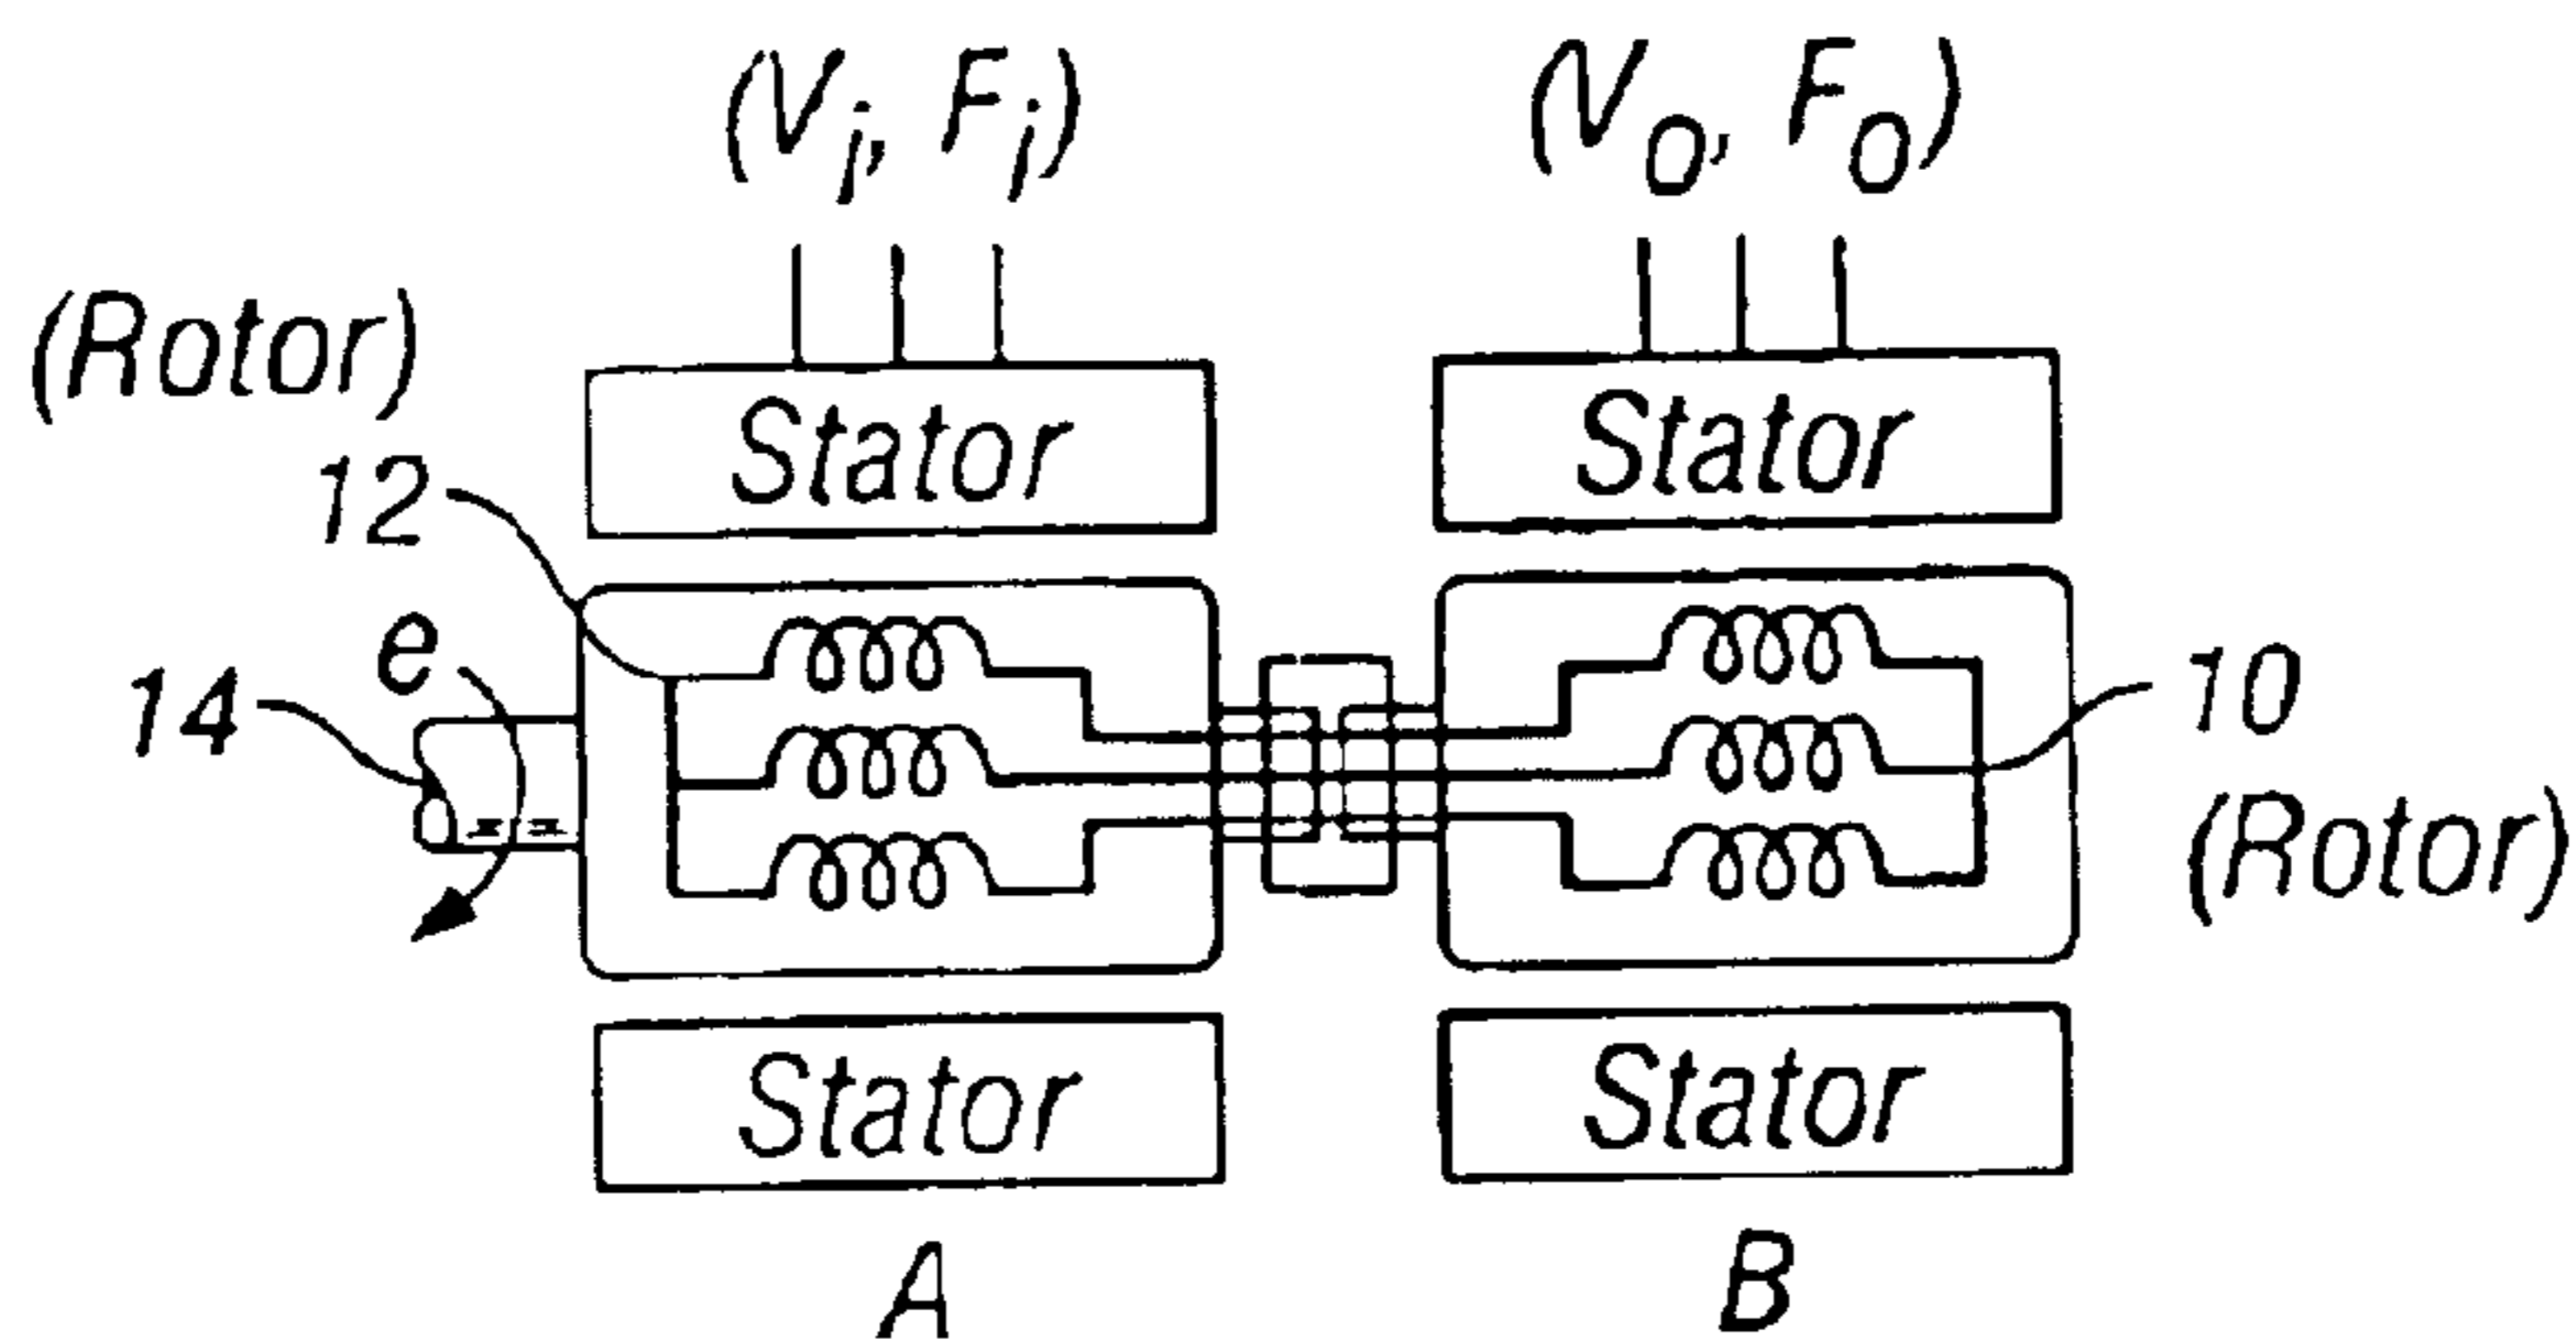 (Vi, Fi) (Vo, Fo)
(Rotor)
Stator Stator
12
e
14 10
(Rotor)
Stator Stator
A B